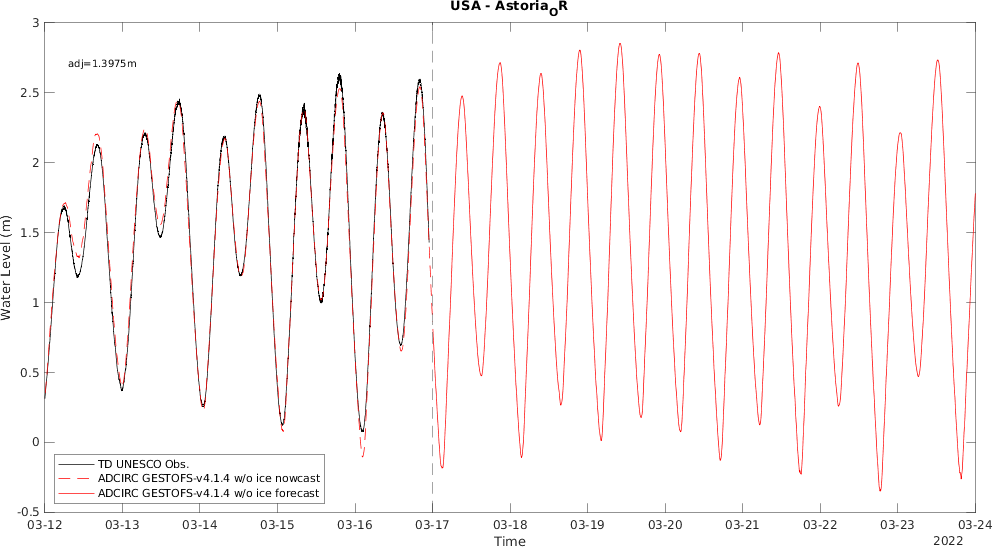 USA - AstoriaOR
adj=1.3975m
3
2.5
2
1.5
1
0.5
0
-0.5
Water Level (m)
TD UNESCO Obs.
ADCIRC GESTOFS-v4.1.4 w/o ice nowcast
ADCIRC GESTOFS-v4.1.4 w/o ice forecast
03-12 03-13 03-14 03-15 03-16 03-17 03-18 03-19 03-20 03-21 03-22 03-23 03-24
Time
2022